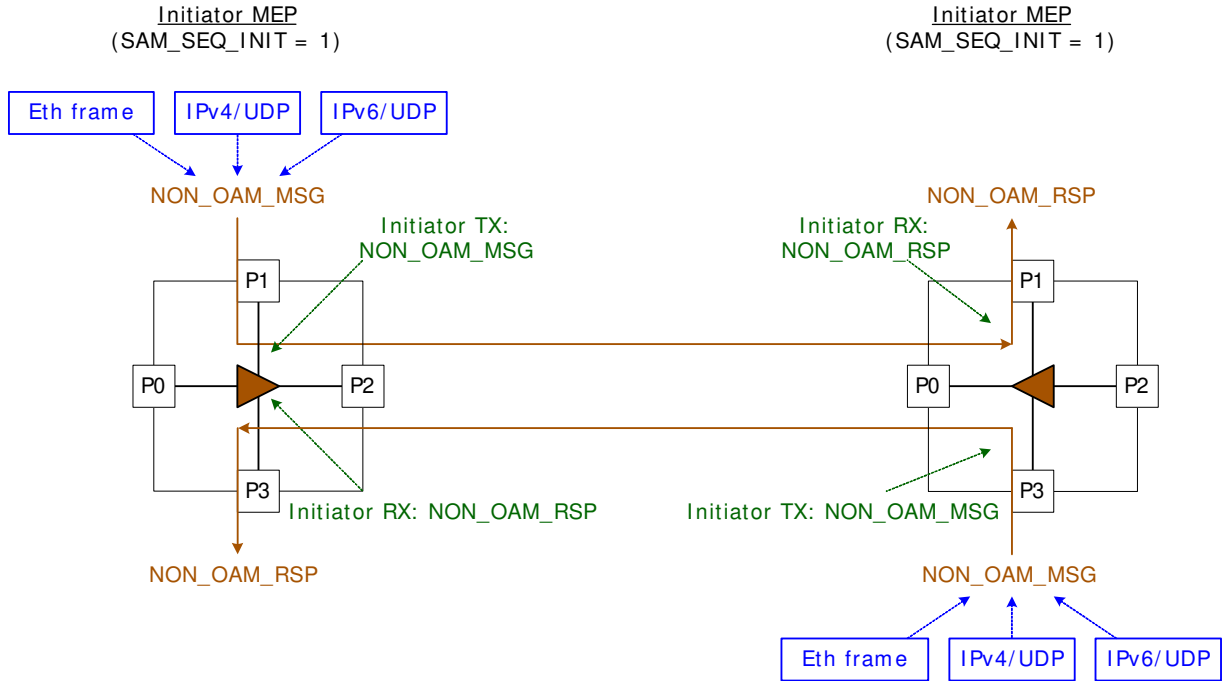 Initiator MEP
(SAM_SEQ_INIT = 1)
Initiator MEP
(SAM_SEQ_INIT = 1)
Eth frame
IPv4/UDP
IPv6/UDP
NON_OAM_MSG
NON_OAM_RSP
Initiator TX:
NON_OAM_MSG
Initiator RX:
NON_OAM_RSP
P1
P1
P0
P2
P0
P2
P3
P3
Initiator RX: NON_OAM_RSP
Initiator TX: NON_OAM_MSG
NON_OAM_RSP
NON_OAM_MSG
Eth frame
IPv4/UDP
IPv6/UDP